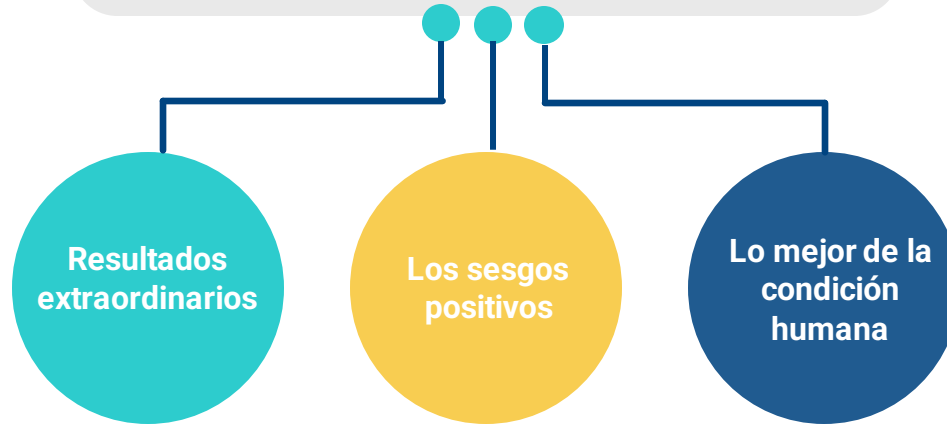 Resultados
extraordinarios
Los sesgos
positivos
Lo mejor de la
condición
humana